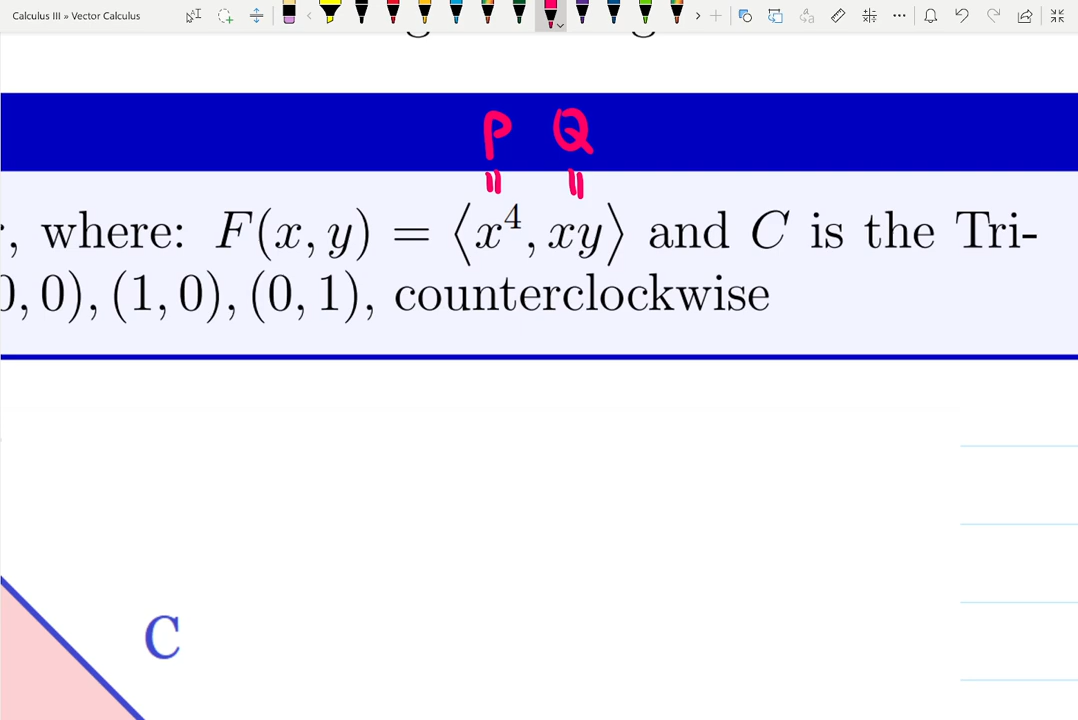 Calculus III » Vector Calculus
P Q
, where: F(x, y) = ⟨x⁴, xy⟩ and C is the Tri-
0, 0), (1, 0), (0, 1), counterclockwise
C